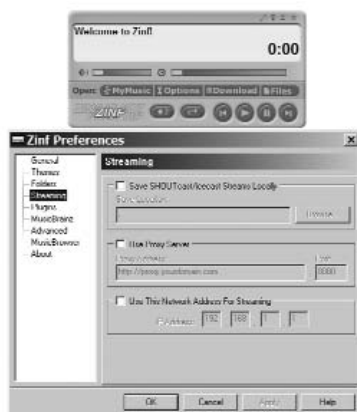 Welcome to Zinf!
0:00
Open: MyMusic Options Download Files
ZINF
Zinf Preferences
General
Themes
Folders
Streaming
Plugins
MusicBrainz
Advanced
MusicBrowser
About
Streaming
Save SHOUTcast/Icecast Streams Locally
Save Location:
Browse
Use Proxy Server
Proxy Address: Port:
http://proxy.yourdomain.com 8080
Use This Network Address For Streaming
IP Address: 192 168 1 1
OK Cancel Apply Help